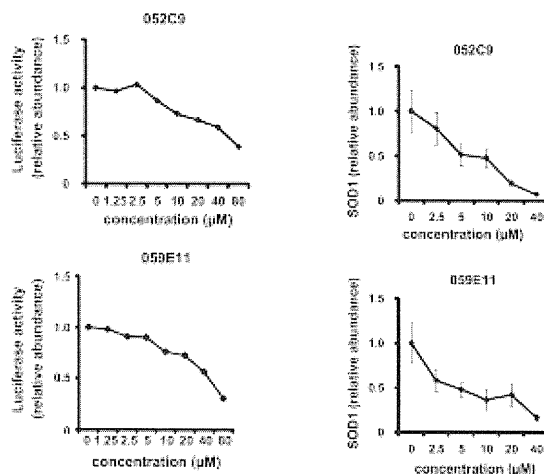 052C9
Luciferase activity
(relative abundance)
1.5
1.0
0.5
0
0 1.25 2.5 5 10 20 40 60
concentration (µM)
052C9
SOD1 (relative abundance)
1.5
1.0
0.5
0
0 2.5 5 10 20 40
concentration (µM)
059E11
Luciferase activity
(relative abundance)
1.5
1.0
0.5
0
0 1.25 2.5 5 10 20 40 60
concentration (µM)
059E11
SOD1 (relative abundance)
1.5
1.0
0.5
0
0 2.5 5 10 20 40
concentration (µM)